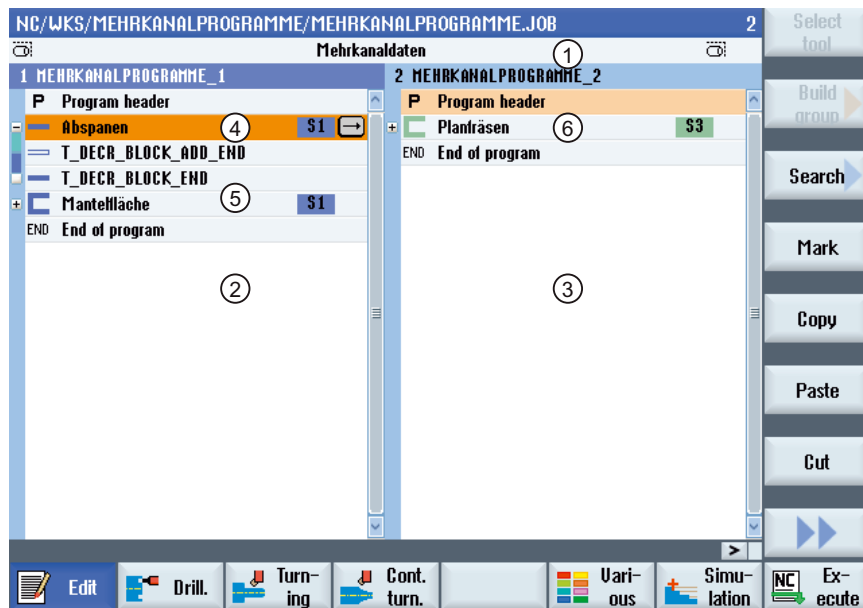 NC/WKS/MEHRKANALPROGRAMME/MEHRKANALPROGRAMME.JOB 2
Mehrkanaldaten 1
1 MEHRKANALPROGRAMME_1
P Program header
Abspanen 4 S1
T_DECR_BLOCK_ADD_END
T_DECR_BLOCK_END
Mantelfläche 5 S1
END End of program
2
2 MEHRKANALPROGRAMME_2
P Program header
Planfräsen 6 S3
END End of program
3
Select
tool
Build
group
Search
Mark
Copy
Paste
Cut
Edit
Drill.
Turn-
ing
Cont.
turn.
Vari-
ous
Simu-
lation
NC Ex-
ecute